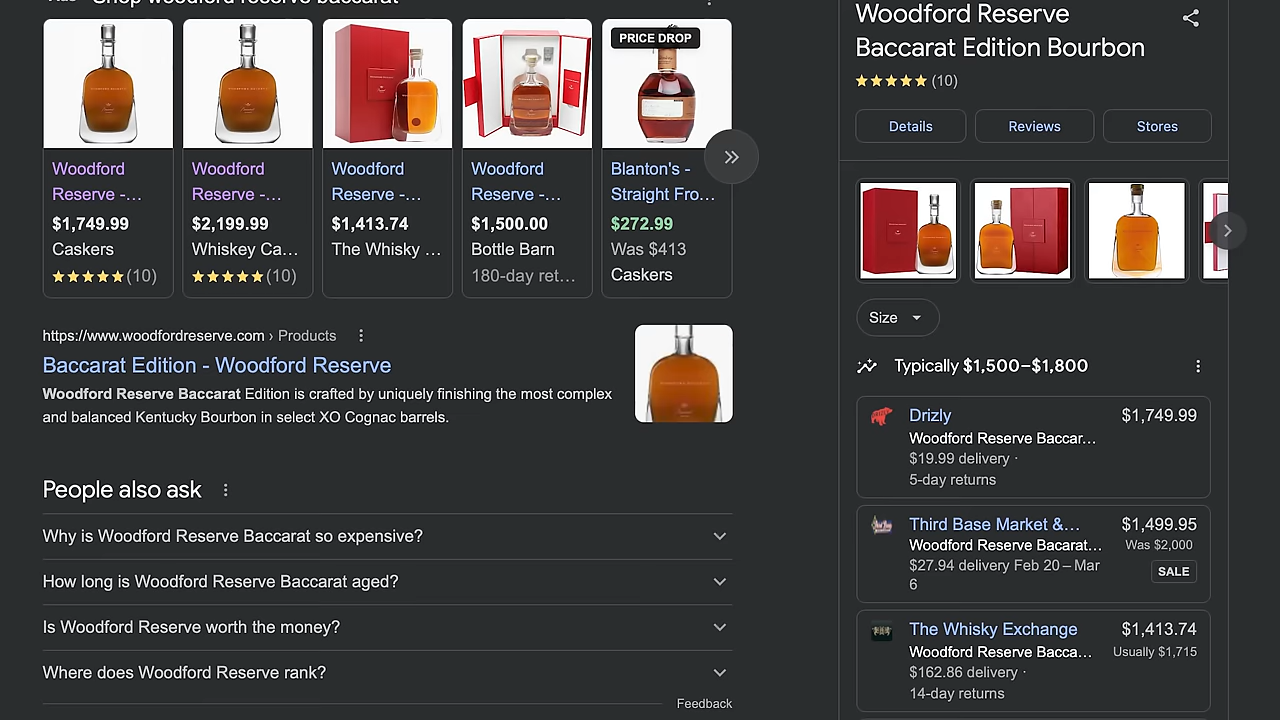 Shop woodford reserve baccarat
PRICE DROP
Woodford
Reserve -...
$1,749.99
Caskers
(10)
Woodford
Reserve -...
$2,199.99
Whiskey Ca...
(10)
Woodford
Reserve -...
$1,413.74
The Whisky ...
Woodford
Reserve -...
$1,500.00
Bottle Barn
180-day ret...
Blanton's -
Straight Fro...
$272.99
Was $413
Caskers
https://www.woodfordreserve.com › Products
Baccarat Edition - Woodford Reserve
Woodford Reserve Baccarat Edition is crafted by uniquely finishing the most complex
and balanced Kentucky Bourbon in select XO Cognac barrels.
People also ask
Why is Woodford Reserve Baccarat so expensive?
How long is Woodford Reserve Baccarat aged?
Is Woodford Reserve worth the money?
Where does Woodford Reserve rank?
Feedback
Woodford Reserve
Baccarat Edition Bourbon
(10)
Details
Reviews
Stores
Size
Typically $1,500–$1,800
Drizly $1,749.99
Woodford Reserve Baccar...
$19.99 delivery ·
5-day returns
Third Base Market &... $1,499.95
Woodford Reserve Bacarat... Was $2,000
$27.94 delivery Feb 20 – Mar
6
SALE
The Whisky Exchange $1,413.74
Woodford Reserve Bacca... Usually $1,715
$162.86 delivery ·
14-day returns